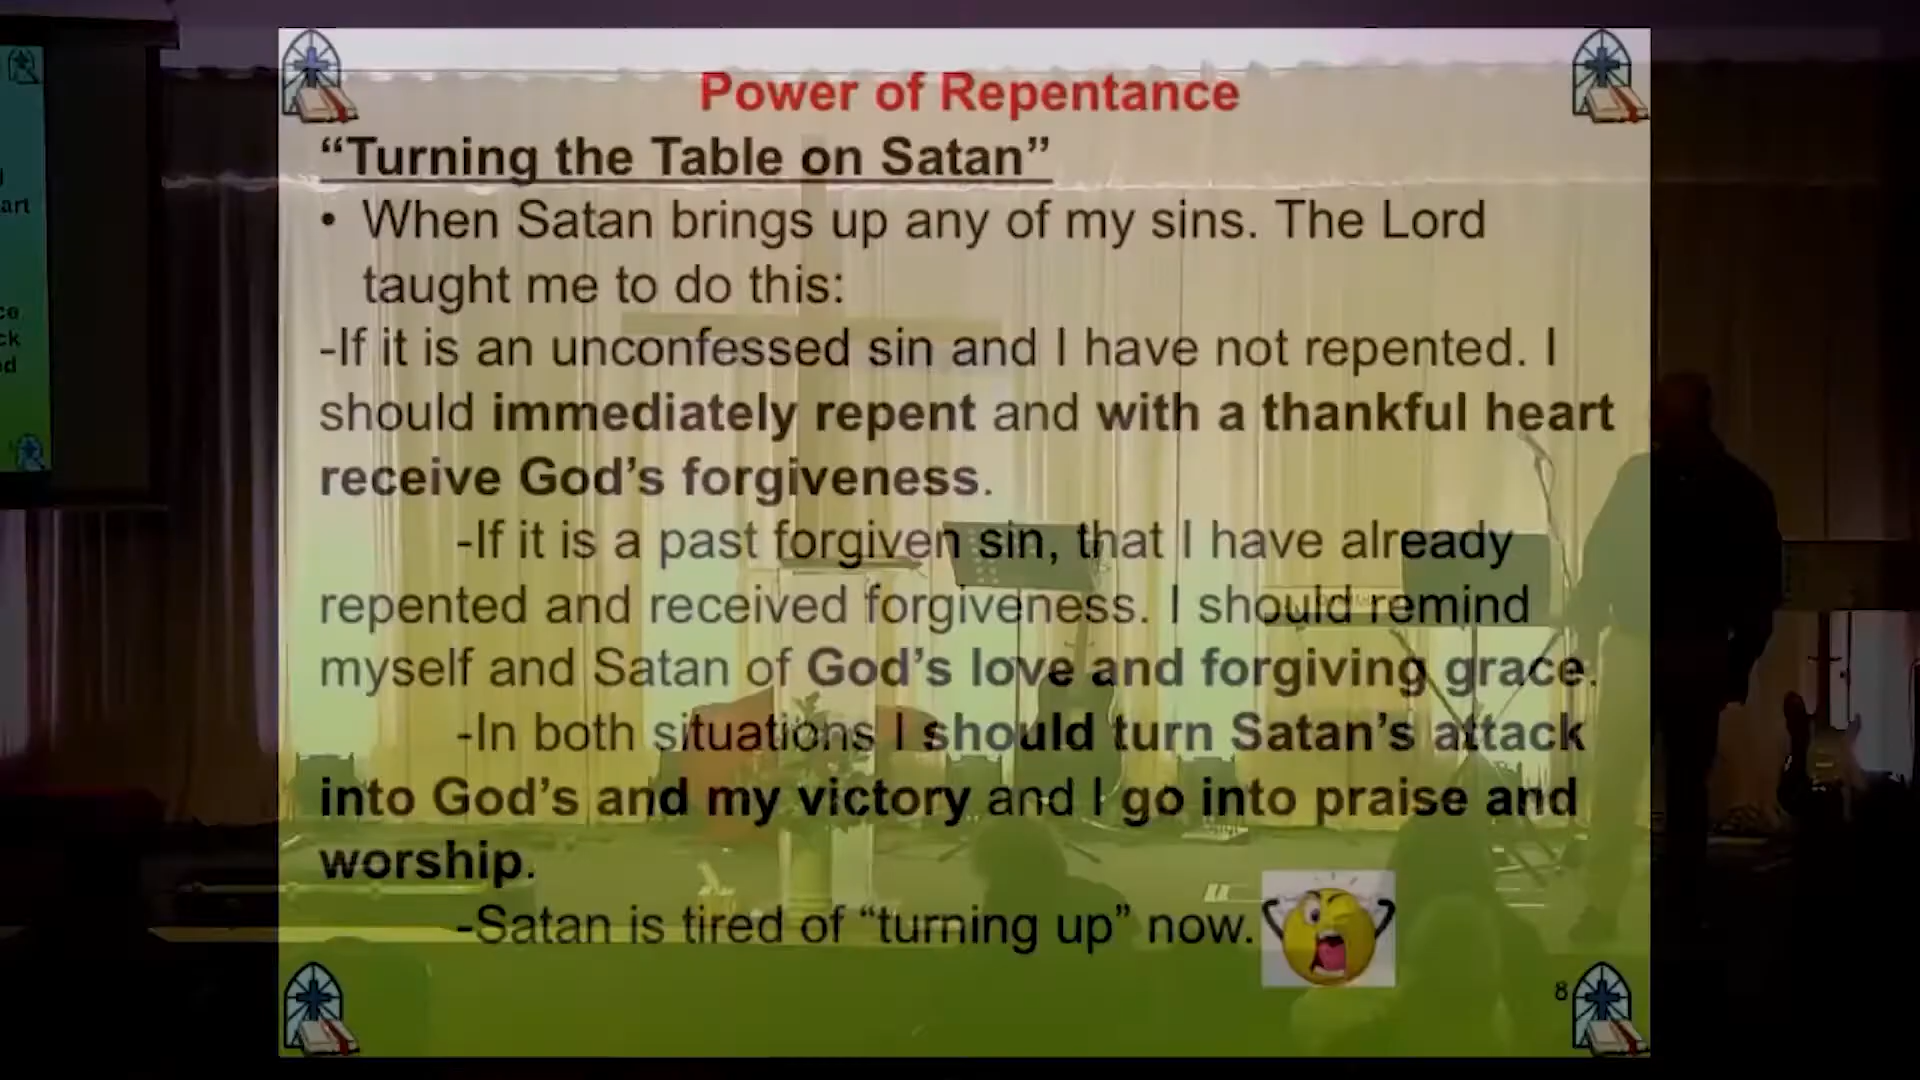 Power of Repentance
“Turning the Table on Satan”
• When Satan brings up any of my sins. The Lord
taught me to do this:
-If it is an unconfessed sin and I have not repented. I
should immediately repent and with a thankful heart
receive God’s forgiveness.
-If it is a past forgiven sin, that I have already
repented and received forgiveness. I should remind
myself and Satan of God’s love and forgiving grace.
-In both situations I should turn Satan’s attack
into God’s and my victory and I go into praise and
worship.
-Satan is tired of “turning up” now.
8